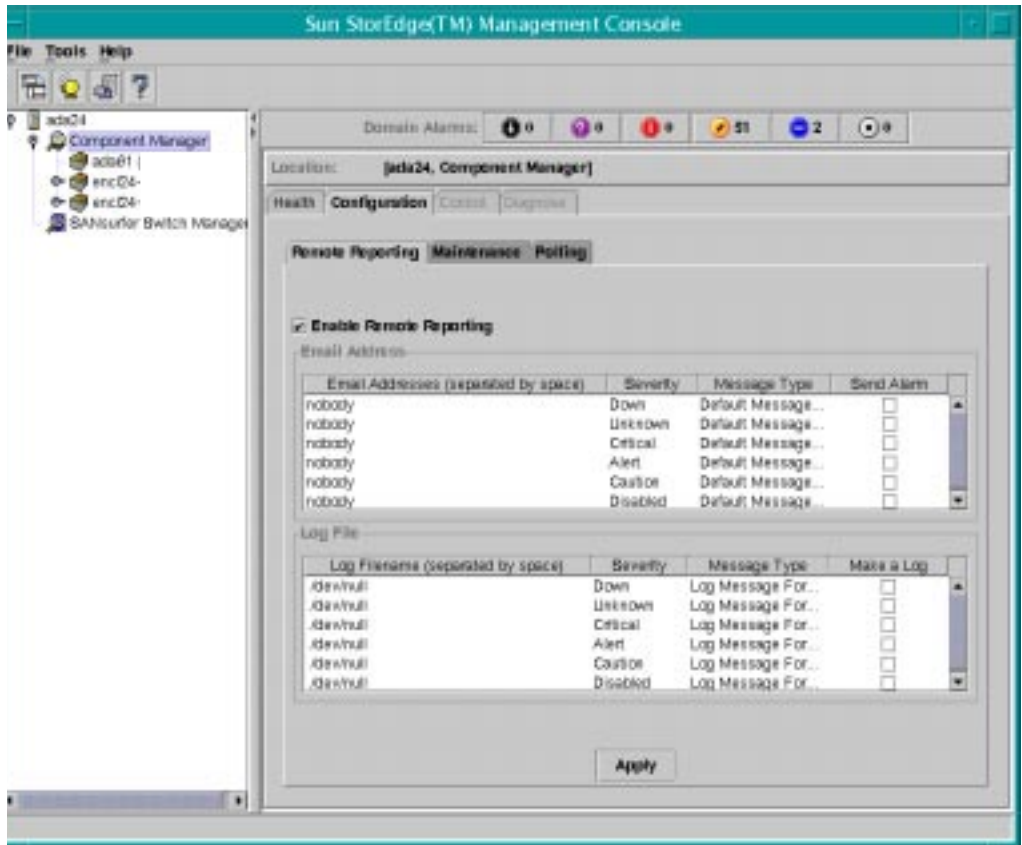 Sun StorEdge(TM) Management Console
File Tools Help
ada24
Component Manager
ada61 (
encl24-
encl24-
SANsurfer Switch Manager
Domain Alarms: 0 0 0 51 2 0
Location: [ada24, Component Manager]
Health Configuration Control Diagnose
Remote Reporting Maintenance Polling
Enable Remote Reporting
Email Address
Email Addresses (separated by space) Severity Message Type Send Alarm
nobody Down Default Message...
nobody Unknown Default Message...
nobody Critical Default Message...
nobody Alert Default Message...
nobody Caution Default Message...
nobody Disabled Default Message...
Log File
Log Filename (separated by space) Severity Message Type Make a Log
/dev/null Down Log Message For...
/dev/null Unknown Log Message For...
/dev/null Critical Log Message For...
/dev/null Alert Log Message For...
/dev/null Caution Log Message For...
/dev/null Disabled Log Message For...
Apply